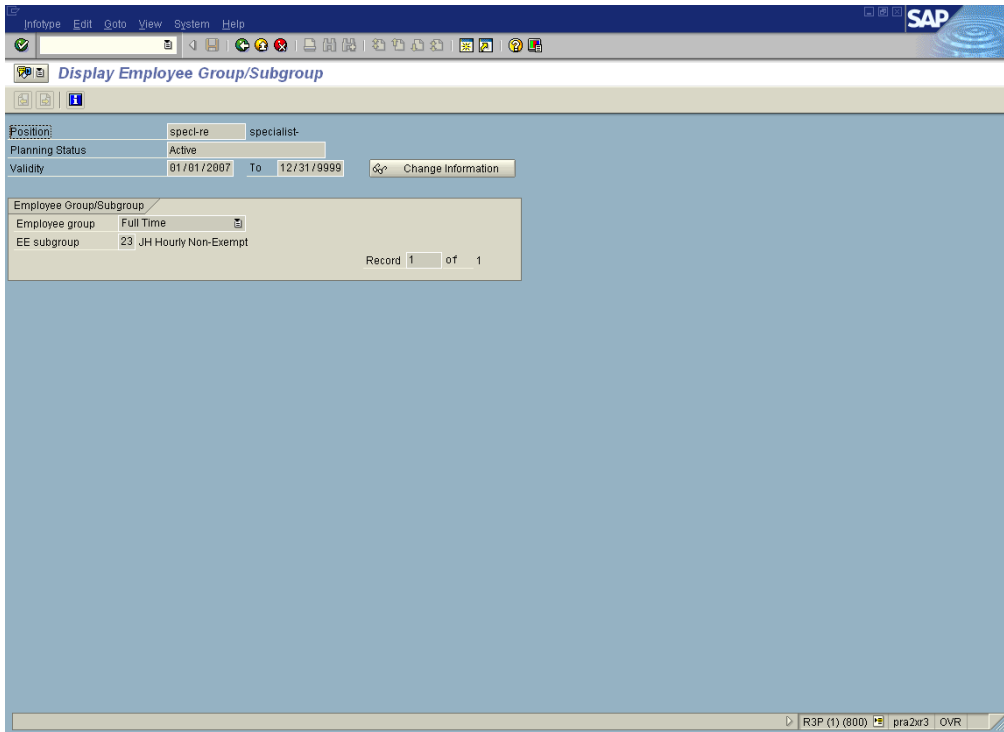 Infotype Edit Goto View System Help
SAP
Display Employee Group/Subgroup
Position specl-re specialist-
Planning Status Active
Validity 01/01/2007 To 12/31/9999 Change Information
Employee Group/Subgroup
Employee group Full Time
EE subgroup 23 JH Hourly Non-Exempt
Record 1 of 1
R3P (1) (800) pra2xr3 OVR